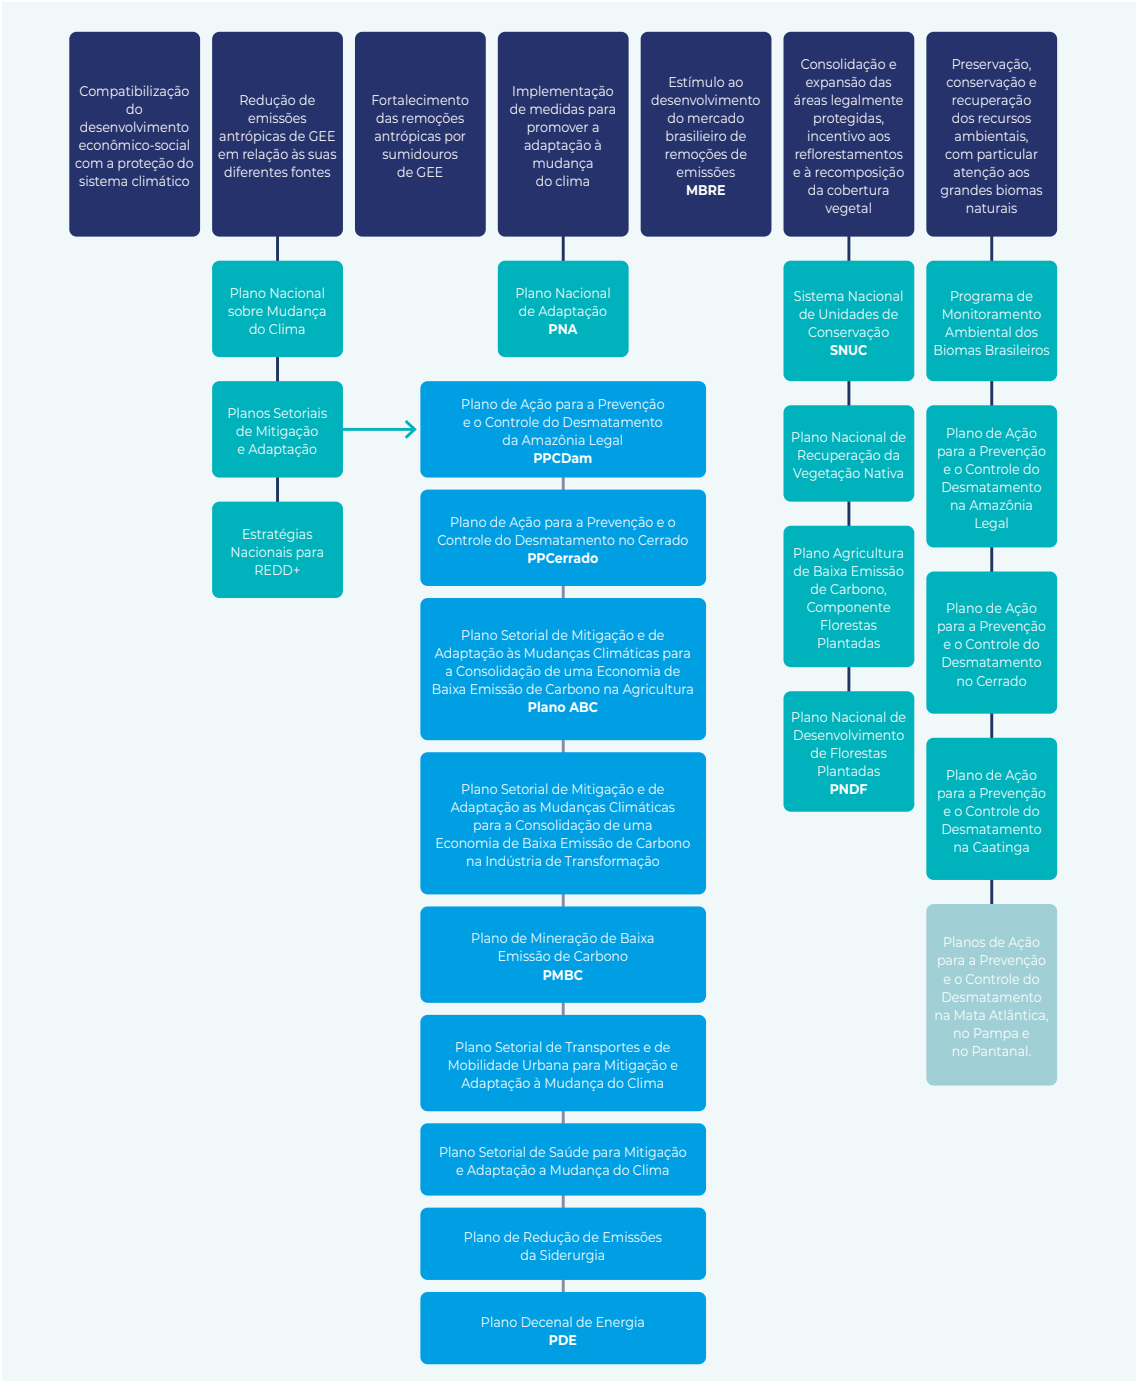 Compatibilização
do
desenvolvimento
econômico-social
com a proteção do
sistema climático
Redução de
emissões
antrópicas de GEE
em relação às suas
diferentes fontes
Fortalecimento
das remoções
antrópicas por
sumidouros
de GEE
Implementação
de medidas para
promover a
adaptação à
mudança
do clima
Estímulo ao
desenvolvimento
do mercado
brasileiro de
remoções de
emissões
MBRE
Consolidação e
expansão das
áreas legalmente
protegidas,
incentivo aos
reflorestamentos
e à recomposição
da cobertura
vegetal
Preservação,
conservação e
recuperação
dos recursos
ambientais,
com particular
atenção aos
grandes biomas
naturais
Plano Nacional
sobre Mudança
do Clima
Planos Setoriais
de Mitigação
e Adaptação
Estratégias
Nacionais para
REDD+
Plano Nacional
de Adaptação
PNA
Plano de Ação para a Prevenção
e o Controle do Desmatamento
da Amazônia Legal
PPCDam
Plano de Ação para a Prevenção e o
Controle do Desmatamento no Cerrado
PPCerrado
Plano Setorial de Mitigação e de
Adaptação às Mudanças Climáticas para
a Consolidação de uma Economia de
Baixa Emissão de Carbono na Agricultura
Plano ABC
Plano Setorial de Mitigação e de
Adaptação as Mudanças Climáticas
para a Consolidação de uma
Economia de Baixa Emissão de Carbono
na Indústria de Transformação
Plano de Mineração de Baixa
Emissão de Carbono
PMBC
Plano Setorial de Transportes e de
Mobilidade Urbana para Mitigação e
Adaptação à Mudança do Clima
Plano Setorial de Saúde para Mitigação
e Adaptação a Mudança do Clima
Plano de Redução de Emissões
da Siderurgia
Plano Decenal de Energia
PDE
Sistema Nacional
de Unidades de
Conservação
SNUC
Plano Nacional de
Recuperação da
Vegetação Nativa
Plano Agricultura
de Baixa Emissão
de Carbono,
Componente
Florestas
Plantadas
Plano Nacional de
Desenvolvimento
de Florestas
Plantadas
PNDF
Programa de
Monitoramento
Ambiental dos
Biomas Brasileiros
Plano de Ação
para a Prevenção
e o Controle do
Desmatamento
na Amazônia
Legal
Plano de Ação
para a Prevenção
e o Controle do
Desmatamento
no Cerrado
Plano de Ação
para a Prevenção
e o Controle do
Desmatamento
na Caatinga
Planos de Ação
para a Prevenção
e o Controle do
Desmatamento
na Mata Atlântica,
no Pampa e
no Pantanal.